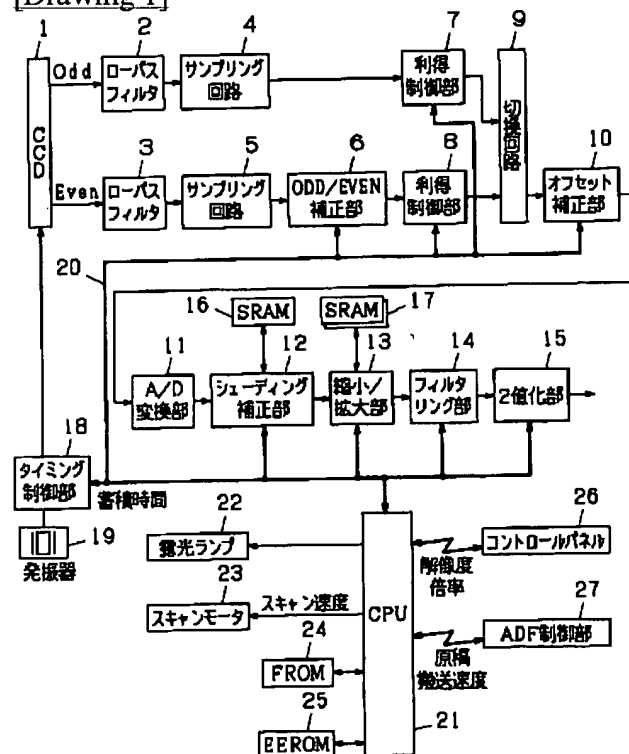 [Drawing 1]
1
2
4
7
9
Odd
ローパス
フィルタ
サンプリング
回路
利得
制御部
CCD
切換回路
3
5
6
8
10
Even
ローパス
フィルタ
サンプリング
回路
ODD/EVEN
補正部
利得
制御部
オフセット
補正部
20
16
SRAM
SRAM
17
11
12
13
14
15
A/D
変換部
シューディング
補正部
縮小/
拡大部
フィルタ
リング部
2値化部
18
タイミング
制御部
蓄積時間
19
発振器
22
露光ランプ
26
コントロールパネル
解像度
倍率
23
スキャンモータ
スキャン速度
CPU
27
ADF制御部
原稿
搬送速度
24
FROM
25
EEROM
21